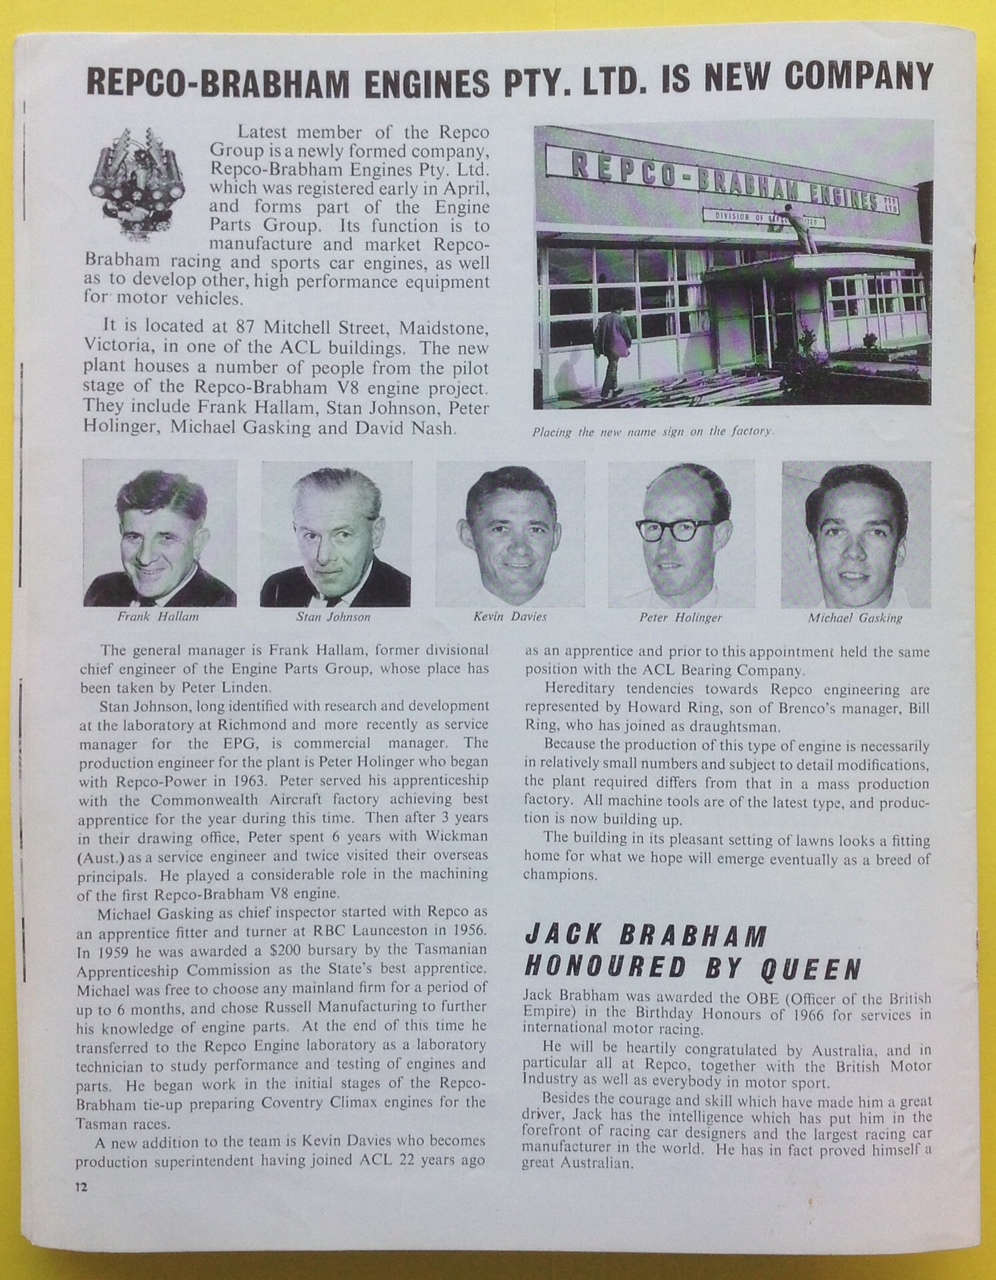 REPCO-BRABHAM ENGINES PTY. LTD. IS NEW COMPANY
Latest member of the Repco
Group is a newly formed company,
Repco-Brabham Engines Pty. Ltd.
which was registered early in April,
and forms part of the Engine
Parts Group. Its function is to
manufacture and market Repco-
Brabham racing and sports car engines, as well
as to develop other, high performance equipment
for motor vehicles.
It is located at 87 Mitchell Street, Maidstone,
Victoria, in one of the ACL buildings. The new
plant houses a number of people from the pilot
stage of the Repco-Brabham V8 engine project.
They include Frank Hallam, Stan Johnson, Peter
Holinger, Michael Gasking and David Nash.
REPCO-BRABHAM ENGINES PTY LTD
DIVISION OF
Placing the new name sign on the factory.
Frank Hallam
Stan Johnson
Kevin Davies
Peter Holinger
Michael Gasking
The general manager is Frank Hallam, former divisional
chief engineer of the Engine Parts Group, whose place has
been taken by Peter Linden.
Stan Johnson, long identified with research and development
at the laboratory at Richmond and more recently as service
manager for the EPG, is commercial manager. The
production engineer for the plant is Peter Holinger who began
with Repco-Power in 1963. Peter served his apprenticeship
with the Commonwealth Aircraft factory achieving best
apprentice for the year during this time. Then after 3 years
in their drawing office, Peter spent 6 years with Wickman
(Aust.) as a service engineer and twice visited their overseas
principals. He played a considerable role in the machining
of the first Repco-Brabham V8 engine.
Michael Gasking as chief inspector started with Repco as
an apprentice fitter and turner at RBC Launceston in 1956.
In 1959 he was awarded a $200 bursary by the Tasmanian
Apprenticeship Commission as the State's best apprentice.
Michael was free to choose any mainland firm for a period of
up to 6 months, and chose Russell Manufacturing to further
his knowledge of engine parts. At the end of this time he
transferred to the Repco Engine laboratory as a laboratory
technician to study performance and testing of engines and
parts. He began work in the initial stages of the Repco-
Brabham tie-up preparing Coventry Climax engines for the
Tasman races.
A new addition to the team is Kevin Davies who becomes
production superintendent having joined ACL 22 years ago
12
as an apprentice and prior to this appointment held the same
position with the ACL Bearing Company.
Hereditary tendencies towards Repco engineering are
represented by Howard Ring, son of Brenco's manager, Bill
Ring, who has joined as draughtsman.
Because the production of this type of engine is necessarily
in relatively small numbers and subject to detail modifications,
the plant required differs from that in a mass production
factory. All machine tools are of the latest type, and produc-
tion is now building up.
The building in its pleasant setting of lawns looks a fitting
home for what we hope will emerge eventually as a breed of
champions.
JACK BRABHAM
HONOURED BY QUEEN
Jack Brabham was awarded the OBE (Officer of the British
Empire) in the Birthday Honours of 1966 for services in
international motor racing.
He will be heartily congratulated by Australia, and in
particular all at Repco, together with the British Motor
Industry as well as everybody in motor sport.
Besides the courage and skill which have made him a great
driver, Jack has the intelligence which has put him in the
forefront of racing car designers and the largest racing car
manufacturer in the world. He has in fact proved himself a
great Australian.